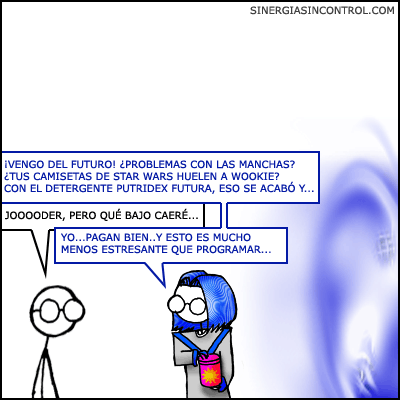 SINERGIASINCONTROL.COM
¡VENGO DEL FUTURO! ¿PROBLEMAS CON LAS MANCHAS?
¿TUS CAMISETAS DE STAR WARS HUELEN A WOOKIE?
CON EL DETERGENTE PUTRIDEX FUTURA, ESO SE ACABÓ Y...
JOOODER, PERO QUÉ BAJO CAERÉ...
YO...PAGAN BIEN..Y ESTO ES MUCHO
MENOS ESTRESANTE QUE PROGRAMAR...